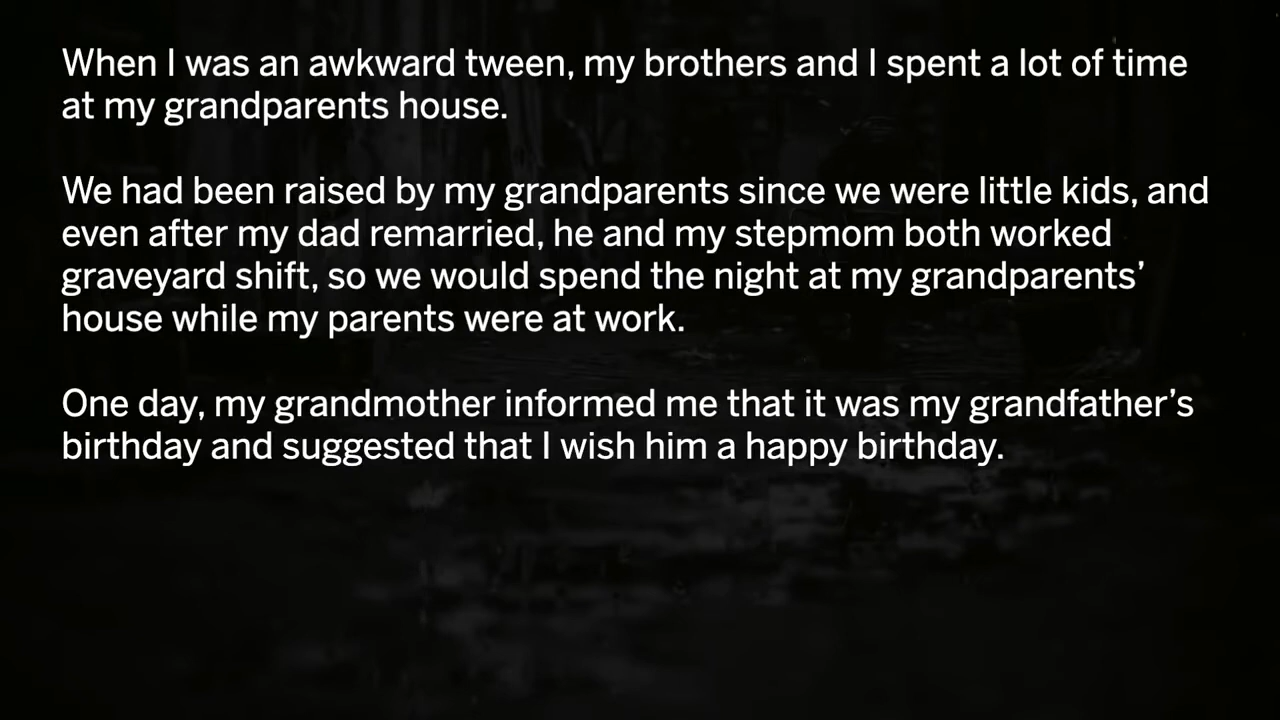 When I was an awkward tween, my brothers and I spent a lot of time
at my grandparents house.
We had been raised by my grandparents since we were little kids, and
even after my dad remarried, he and my stepmom both worked
graveyard shift, so we would spend the night at my grandparents’
house while my parents were at work.
One day, my grandmother informed me that it was my grandfather’s
birthday and suggested that I wish him a happy birthday.